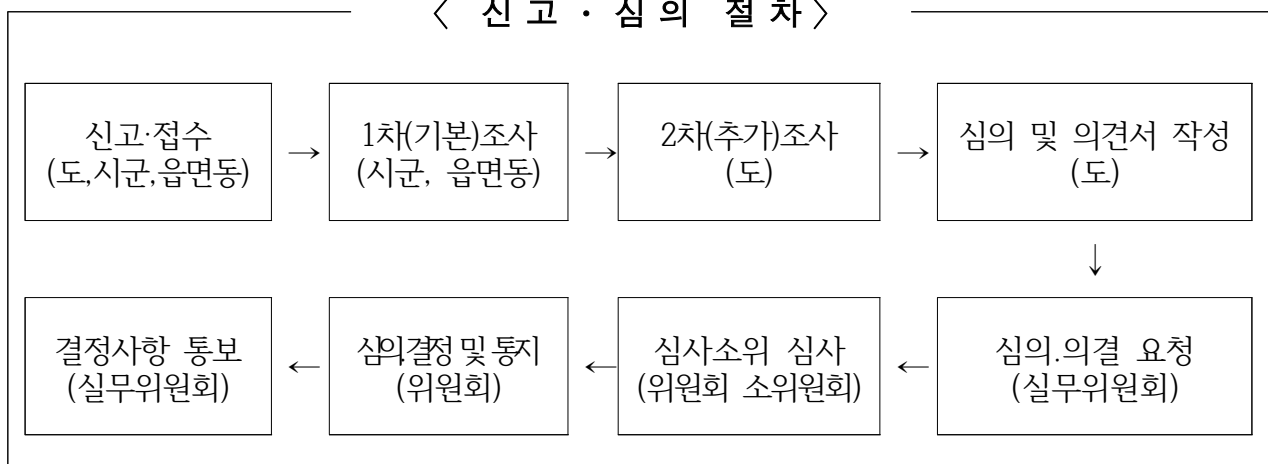 〈 신 고 · 심 의 절 차 〉
신고·접수
(도,시군,읍면동)
→
1차(기본)조사
(시군, 읍면동)
→
2차(추가)조사
(도)
→
심의 및 의견서 작성
(도)
↓
결정사항 통보
(실무위원회)
←
심의.결정 및 통지
(위원회)
←
심사소위 심사
(위원회 소위원회)
←
심의.의결 요청
(실무위원회)